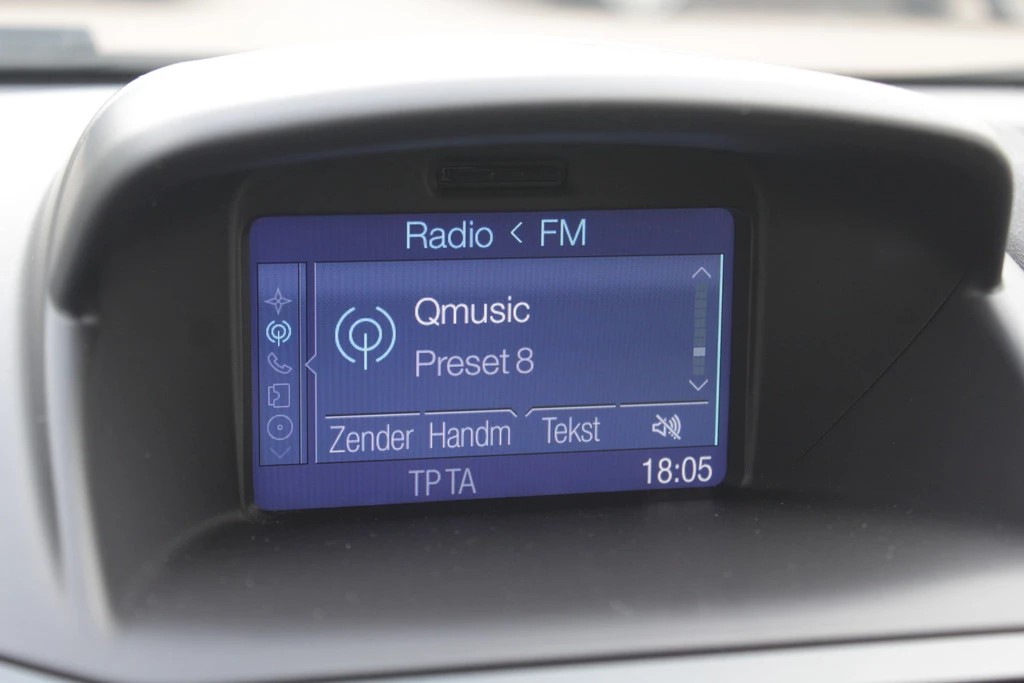 Radio < FM
Qmusic
Preset 8
Zender Handm Tekst
TP TA 18:05